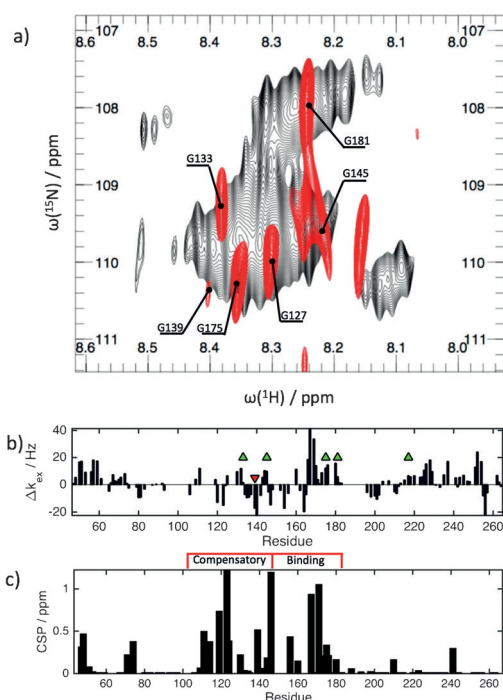 a)
8.6 8.5 8.4 8.3 8.2 8.1 8.0
107 107
108 108
109 109
110 110
111 111
G181
G133
G145
G139 G175 G127
8.6 8.5 8.4 8.3 8.2 8.1 8.0
ω(¹⁵N) / ppm
ω(¹H) / ppm
b)
Δk_ex / Hz
40
20
0
-20
60 80 100 120 140 160 180 200 220 240 260
Residue
Compensatory Binding
c)
CSP / ppm
1
0.5
0
60 80 100 120 140 160 180 200 220 240 260
Residue